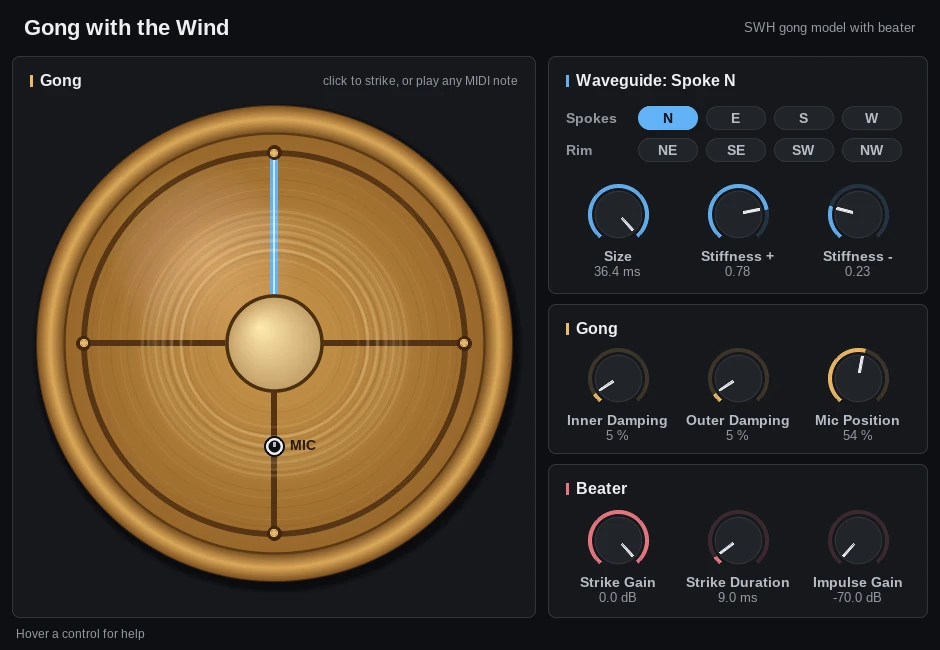 Gong with the Wind
SWH gong model with beater
Gong
click to strike, or play any MIDI note
MIC
Waveguide: Spoke N
Spokes N E S W
Rim NE SE SW NW
Size Stiffness + Stiffness -
36.4 ms 0.78 0.23
Gong
Inner Damping Outer Damping Mic Position
5 % 5 % 54 %
Beater
Strike Gain Strike Duration Impulse Gain
0.0 dB 9.0 ms -70.0 dB
Hover a control for help